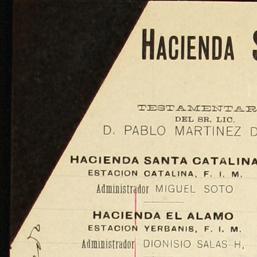 HACIENDA
TESTAMENTAR
DEL SR. LIC.
D. PABLO MARTINEZ D
HACIENDA SANTA CATALINA
ESTACION CATALINA, F. I. M.
Administrador MIGUEL SOTO
HACIENDA EL ALAMO
ESTACION YERBANIS, F. I. M.
Administrador DIONISIO SALAS H,